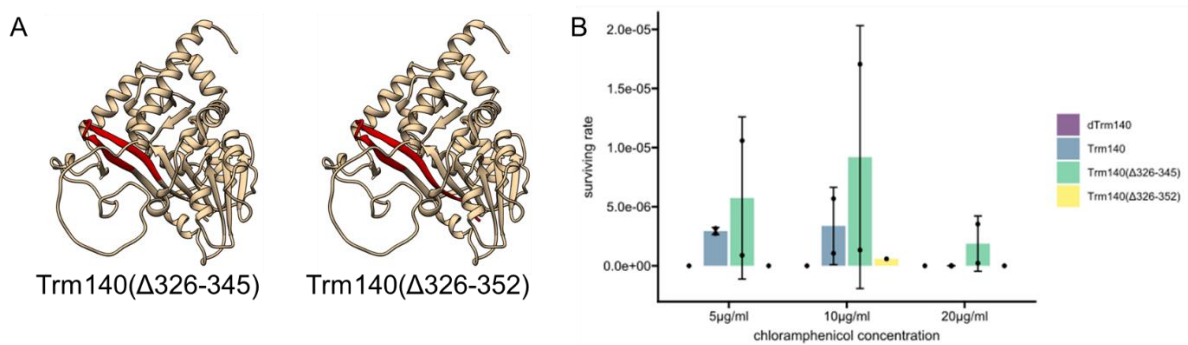 A
Trm140(Δ326-345)
Trm140(Δ326-352)
B
surviving rate
2.0e-05
1.5e-05
1.0e-05
5.0e-06
0.0e+00
5μg/ml
10μg/ml
20μg/ml
chloramphenicol concentration
dTrm140
Trm140
Trm140(Δ326-345)
Trm140(Δ326-352)